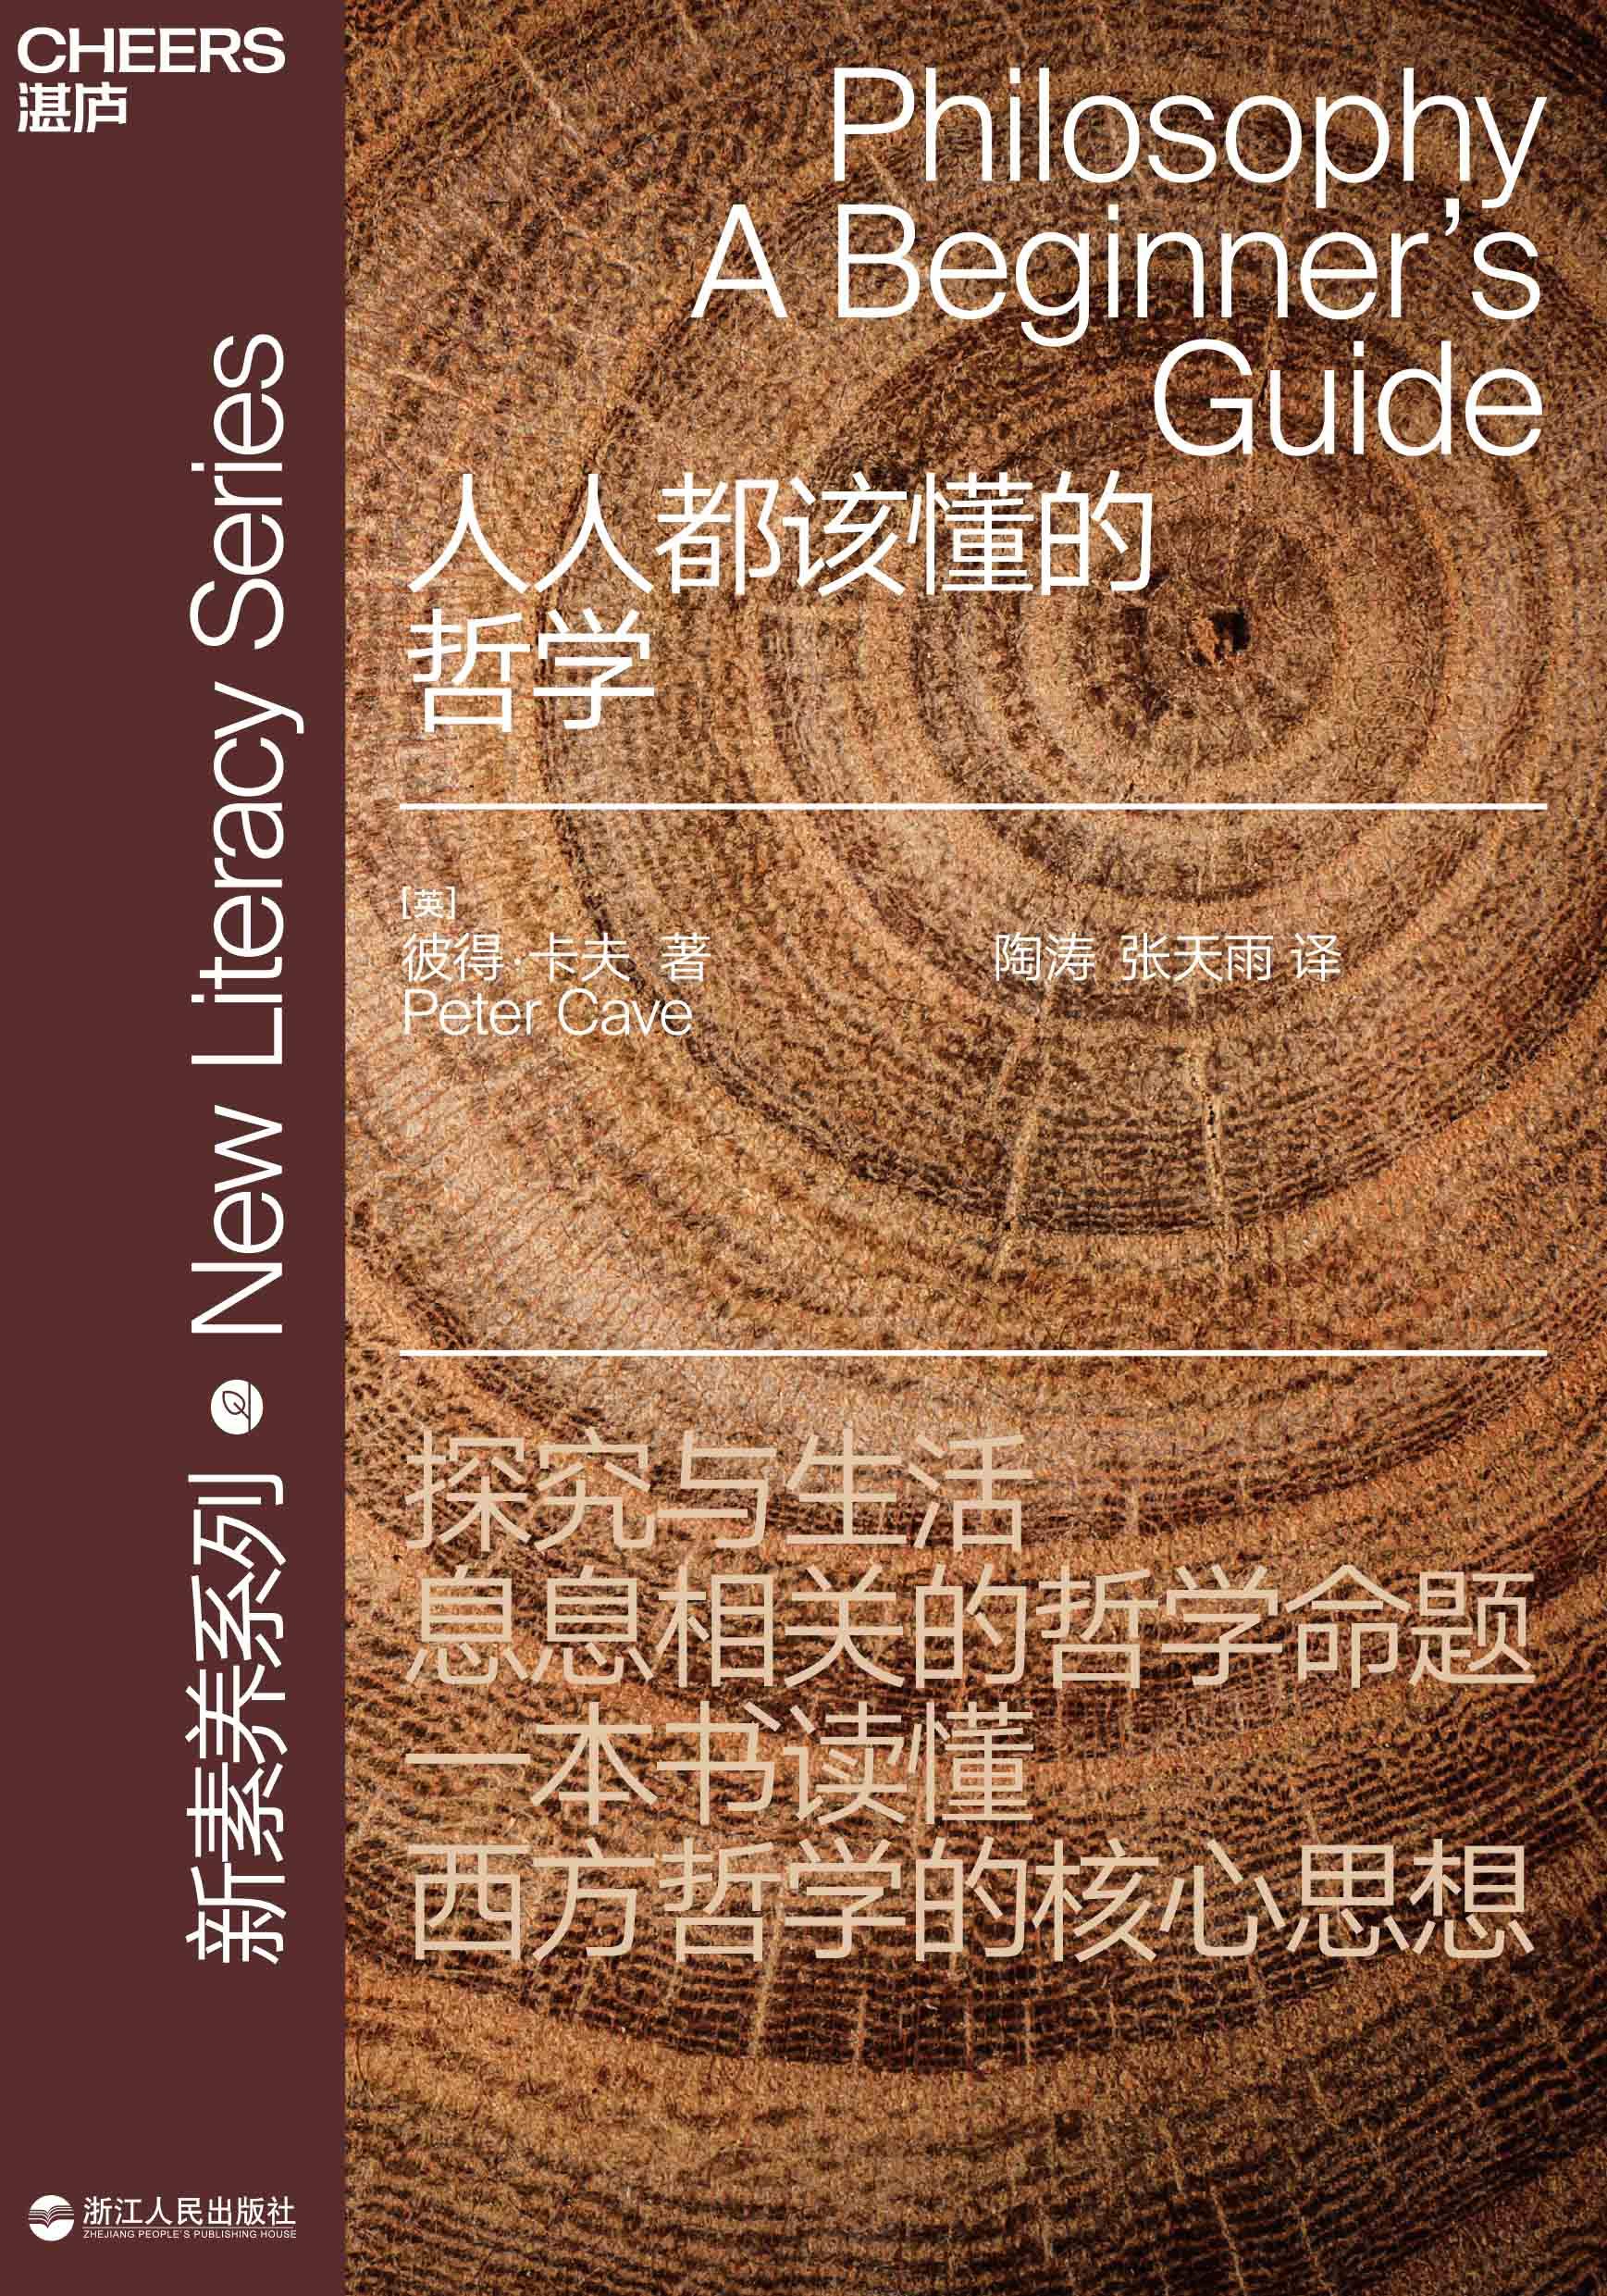 CHEERS
湛庐
Philosophy
A Beginner's
Guide
人人都该懂的
哲学
[英]
彼得·卡夫 著
Peter Cave
陶涛 张天雨 译
探究与生活
息息相关的哲学命题
一本书读懂
西方哲学的核心思想
新素养系列 New Literacy Series
浙江人民出版社
ZHEJIANG PEOPLE'S PUBLISHING HOUSE